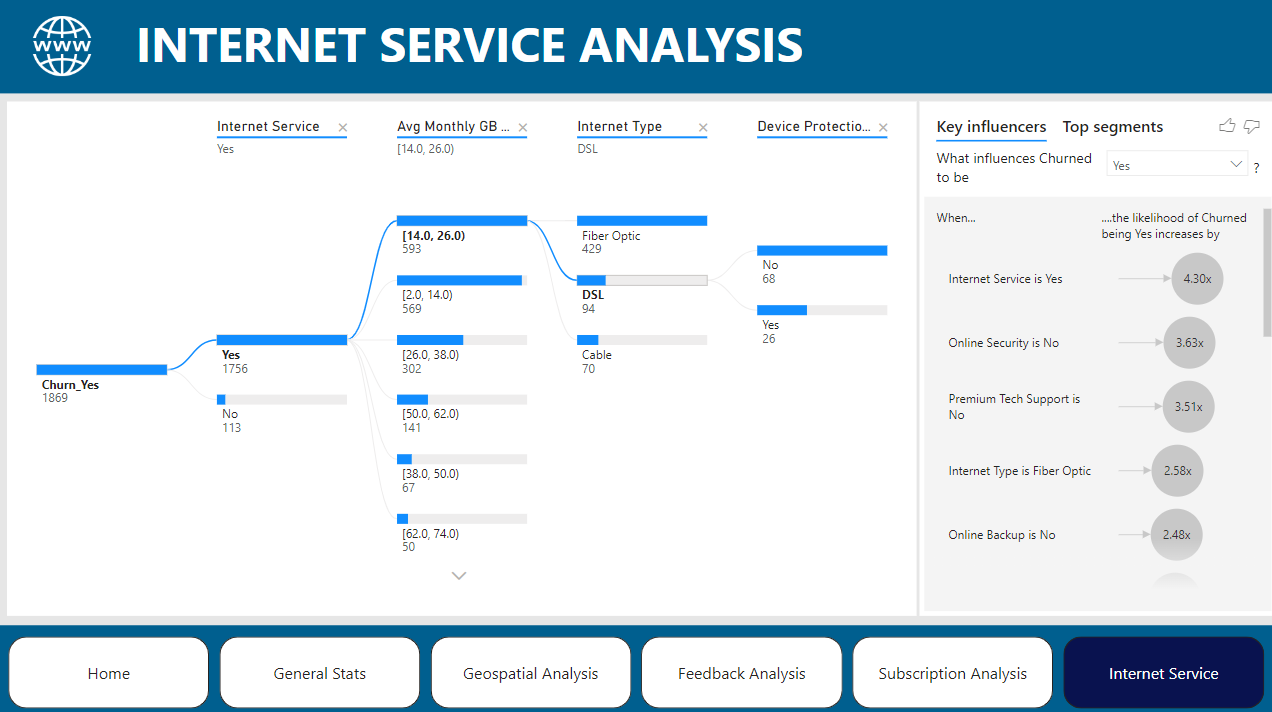 WWW
INTERNET SERVICE ANALYSIS
Internet Service
Yes
Avg Monthly GB ...
[14.0, 26.0)
Internet Type
DSL
Device Protectio...
Churn_Yes
1869
Yes
1756
No
113
[14.0, 26.0)
593
[2.0, 14.0)
569
[26.0, 38.0)
302
[50.0, 62.0)
141
[38.0, 50.0)
67
[62.0, 74.0)
50
Fiber Optic
429
DSL
94
Cable
70
No
68
Yes
26
Key influencers
Top segments
What influences Churned
to be
Yes
?
When...
....the likelihood of Churned
being Yes increases by
Internet Service is Yes
4.30x
Online Security is No
3.63x
Premium Tech Support is
No
3.51x
Internet Type is Fiber Optic
2.58x
Online Backup is No
2.48x
Home
General Stats
Geospatial Analysis
Feedback Analysis
Subscription Analysis
Internet Service